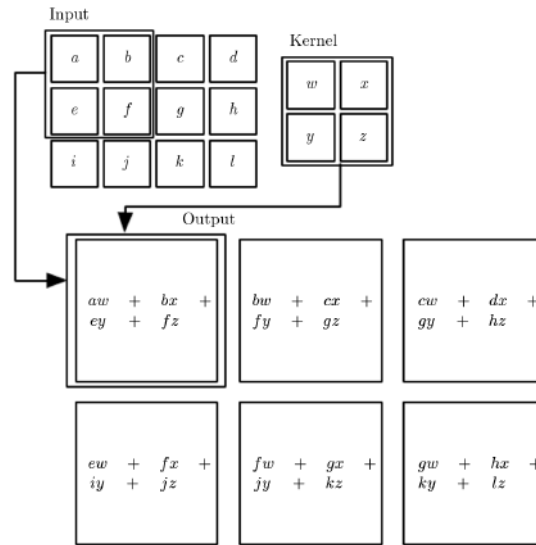 Input
a b c d
e f g h
i j k l
Kernel
w x
y z
Output
aw + bx +
ey + fz
bw + cx +
fy + gz
cw + dx +
gy + hz
ew + fx +
iy + jz
fw + gx +
jy + kz
gw + hx +
ky + lz